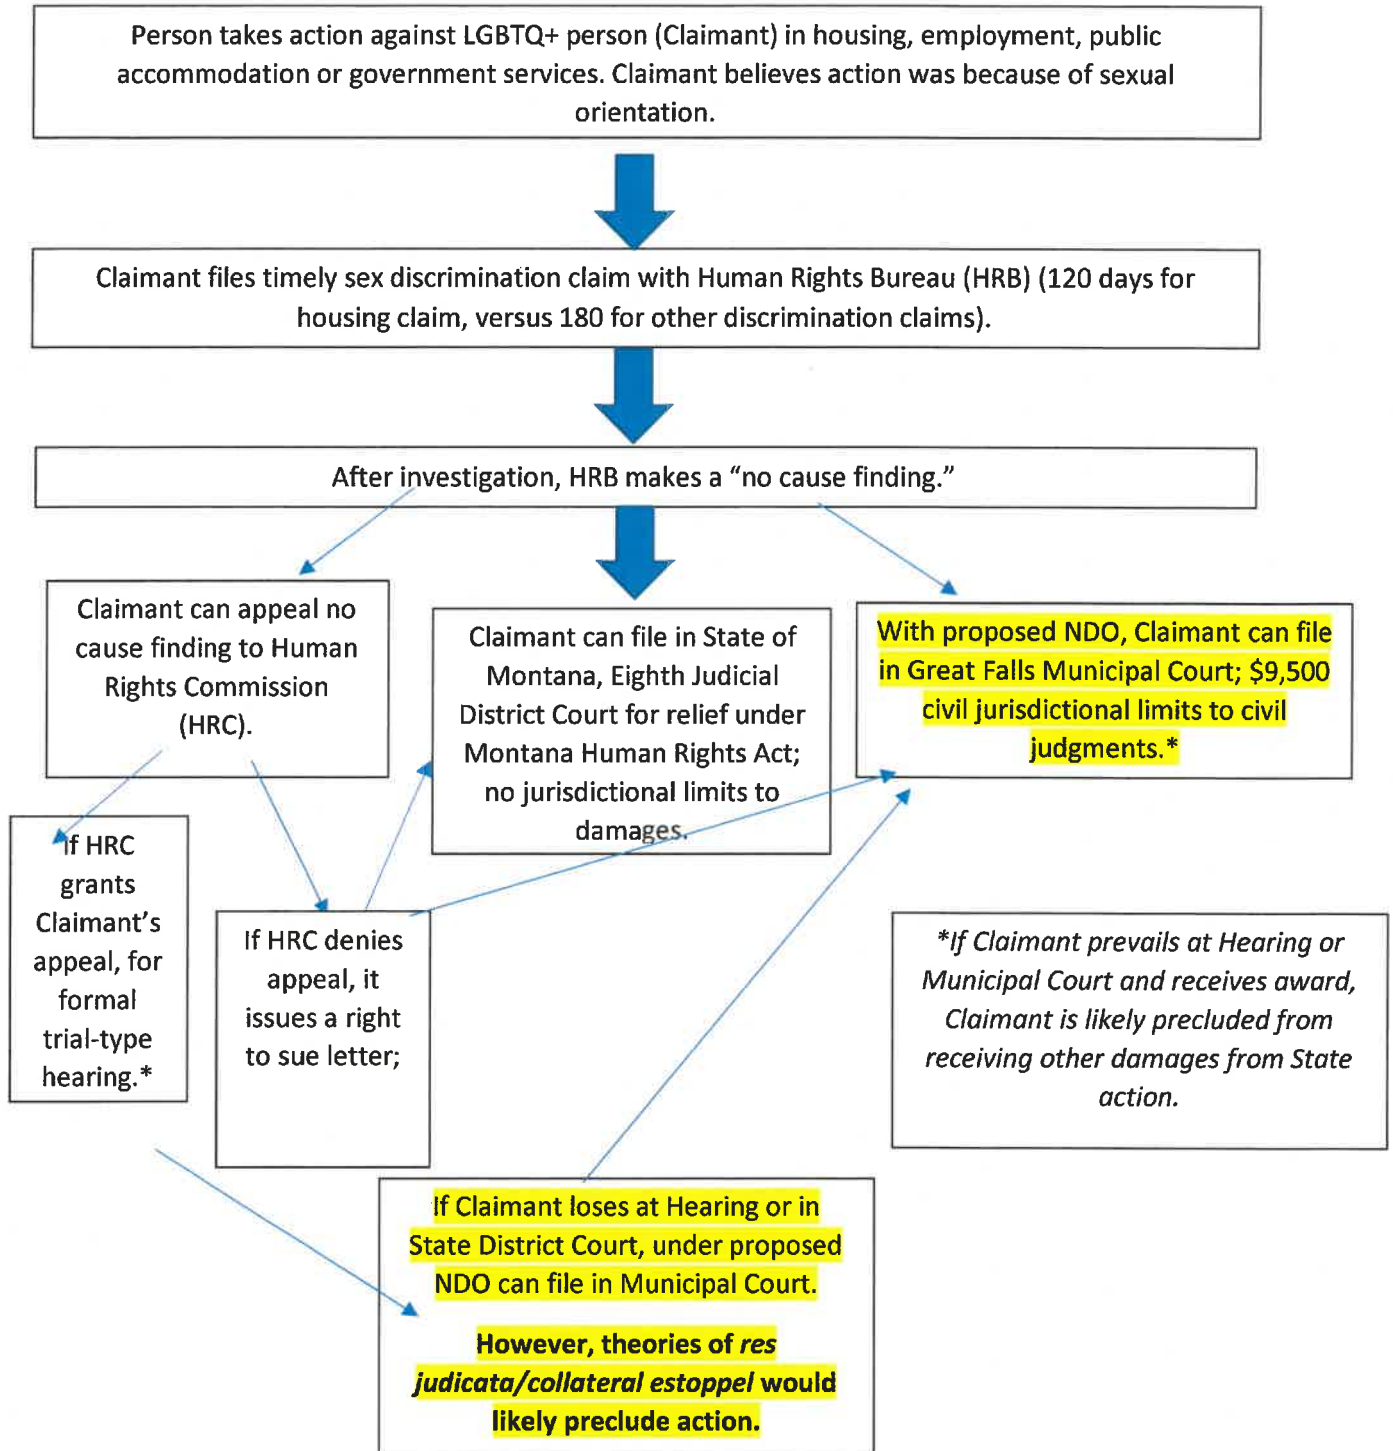 Person takes action against LGBTQ+ person (Claimant) in housing, employment, public
accommodation or government services. Claimant believes action was because of sexual
orientation.
Claimant files timely sex discrimination claim with Human Rights Bureau (HRB) (120 days for
housing claim, versus 180 for other discrimination claims).
After investigation, HRB makes a “no cause finding.”
Claimant can appeal no
cause finding to Human
Rights Commission
(HRC).
Claimant can file in State of
Montana, Eighth Judicial
District Court for relief under
Montana Human Rights Act;
no jurisdictional limits to
damages.
With proposed NDO, Claimant can file
in Great Falls Municipal Court; $9,500
civil jurisdictional limits to civil
judgments.*
If HRC
grants
Claimant’s
appeal, for
formal
trial-type
hearing.*
If HRC denies
appeal, it
issues a right
to sue letter;
*If Claimant prevails at Hearing or
Municipal Court and receives award,
Claimant is likely precluded from
receiving other damages from State
action.
If Claimant loses at Hearing or in
State District Court, under proposed
NDO can file in Municipal Court.
However, theories of res
judicata/collateral estoppel would
likely preclude action.